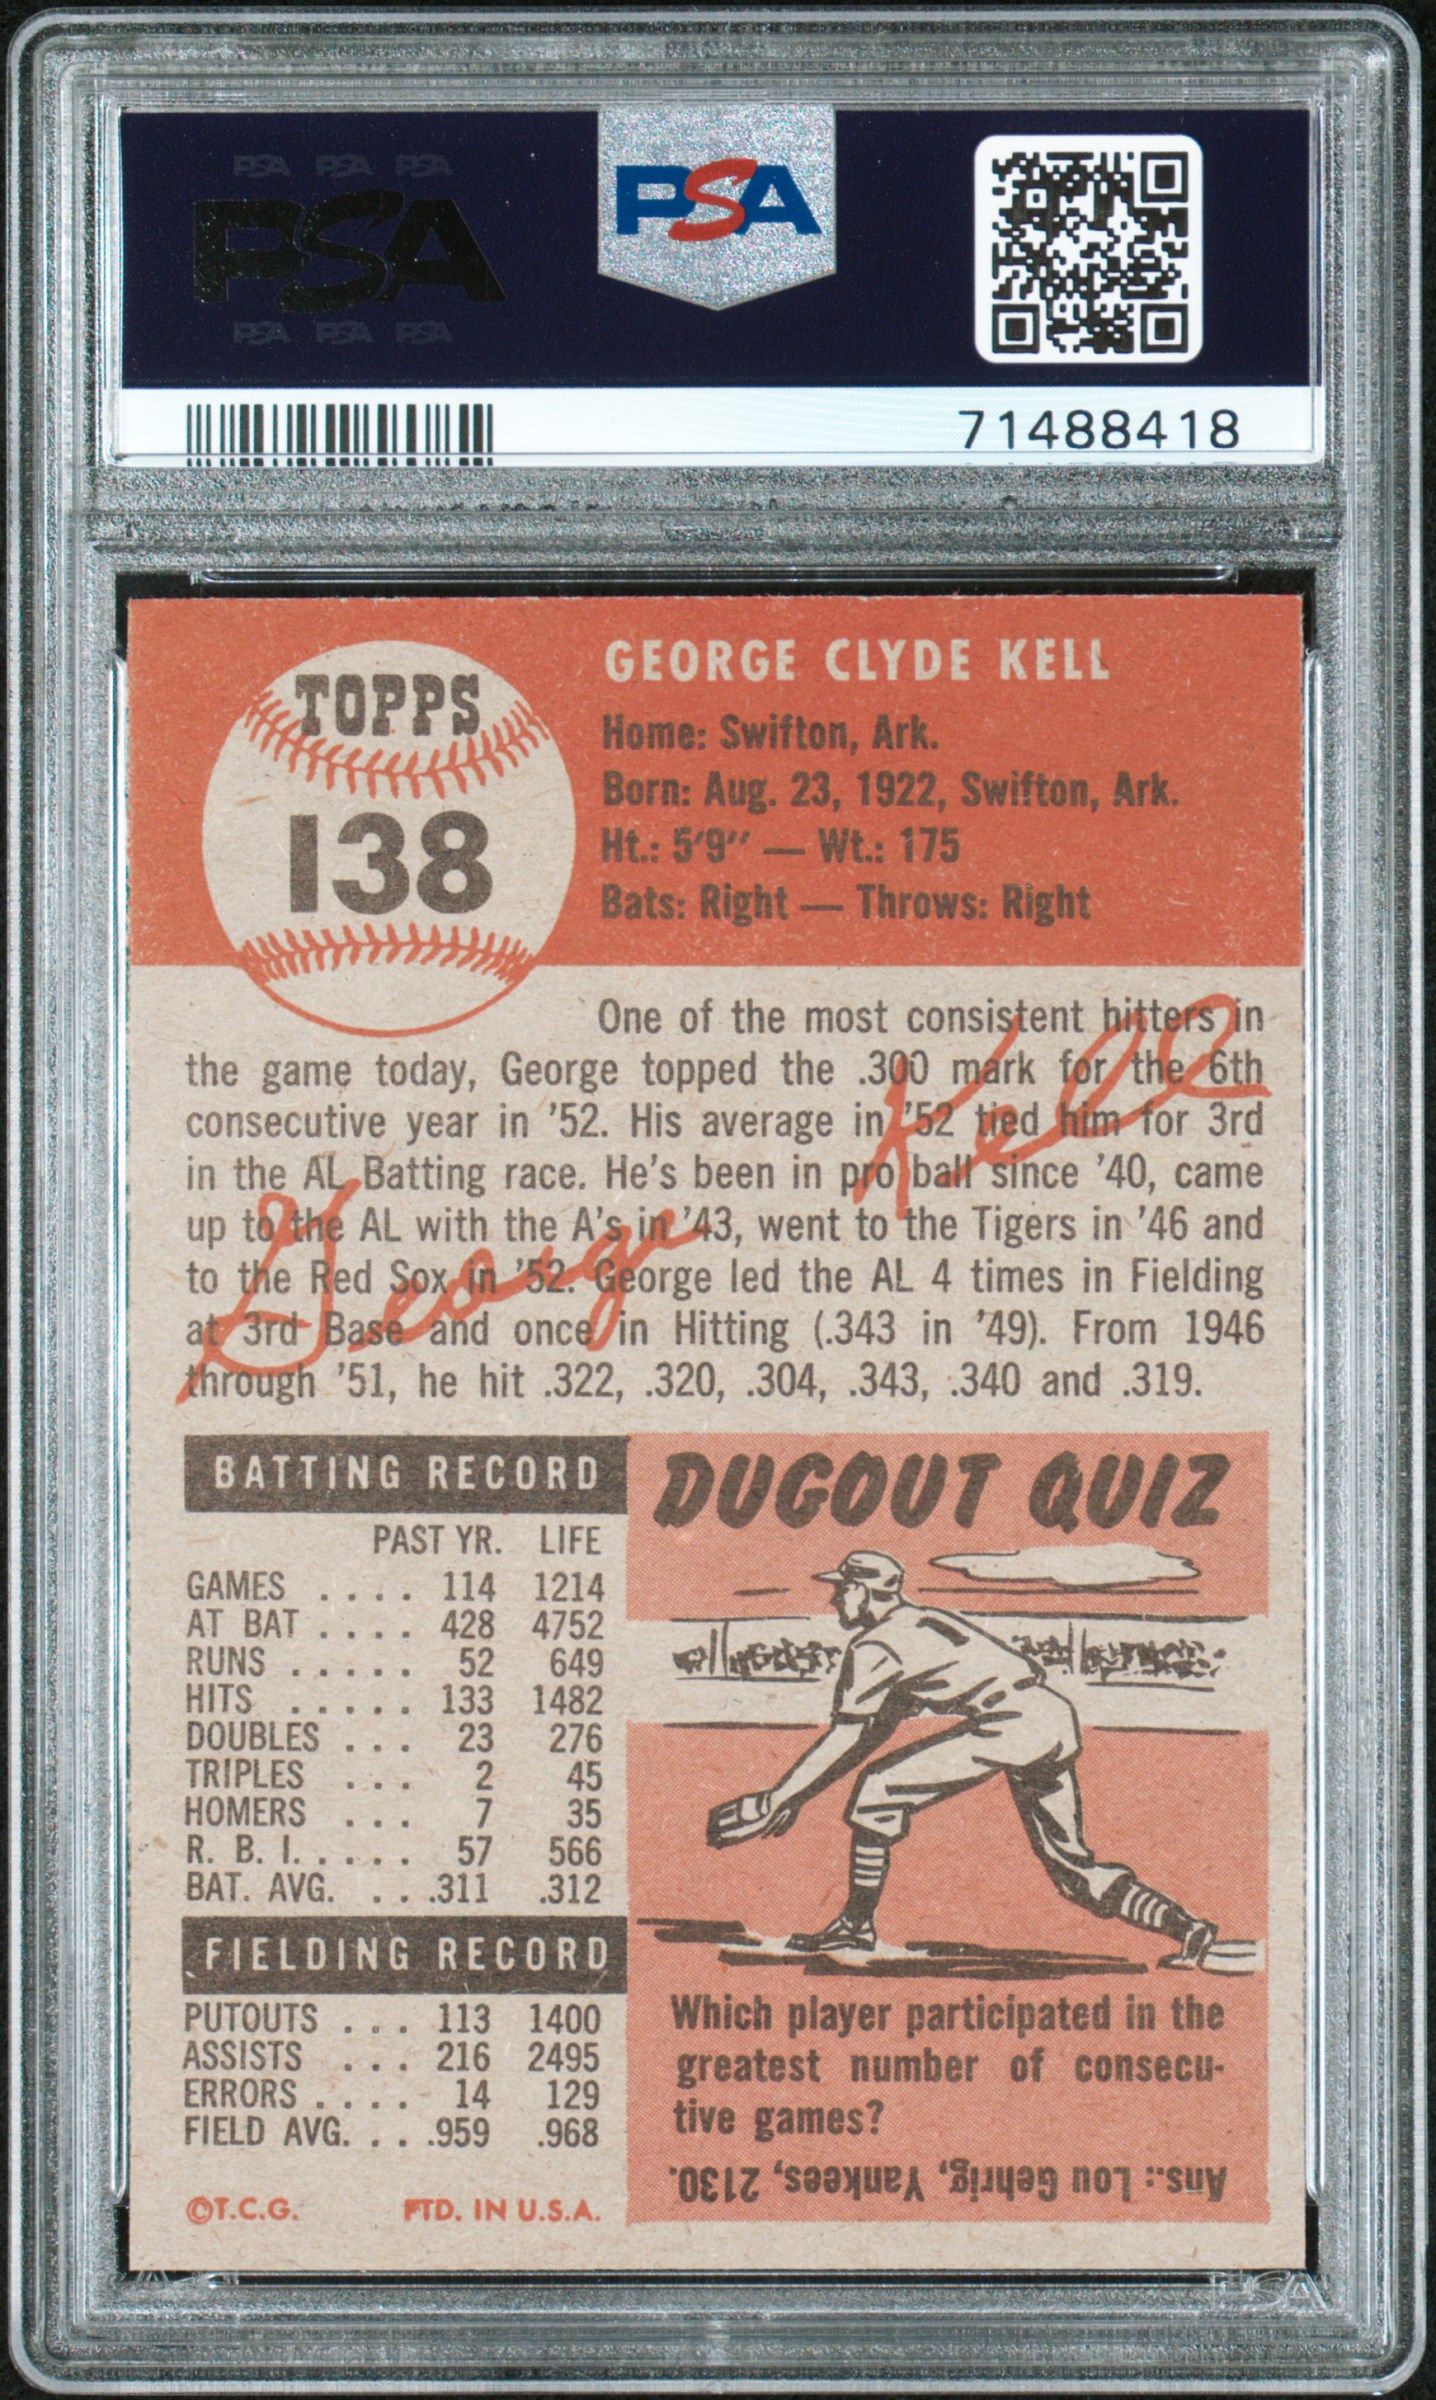 PSA PSA PSA
PSA
PSA PSA PSA
PSA
71488418
TOPPS
138
GEORGE CLYDE KELL
Home: Swifton, Ark.
Born: Aug. 23, 1922, Swifton, Ark.
Ht.: 5'9" — Wt.: 175
Bats: Right — Throws: Right
One of the most consistent hitters in
the game today, George topped the .300 mark for the 6th
consecutive year in '52. His average in '52 tied him for 3rd
in the AL Batting race. He's been in pro ball since '40, came
up to the AL with the A's in '43, went to the Tigers in '46 and
to the Red Sox in '52. George led the AL 4 times in Fielding
at 3rd Base and once in Hitting (.343 in '49). From 1946
through '51, he hit .322, .320, .304, .343, .340 and .319.
George Kell
BATTING RECORD
PAST YR. LIFE
GAMES .... 114 1214
AT BAT .... 428 4752
RUNS ..... 52 649
HITS ..... 133 1482
DOUBLES ... 23 276
TRIPLES ... 2 45
HOMERS ... 7 35
R. B. I. .... 57 566
BAT. AVG. ... .311 .312
FIELDING RECORD
PUTOUTS ... 113 1400
ASSISTS ... 216 2495
ERRORS .... 14 129
FIELD AVG. ... .959 .968
©T.C.G. PTD. IN U.S.A.
DUGOUT QUIZ
Which player participated in the
greatest number of consecu-
tive games?
Ans.: Lou Gehrig, Yankees, 2130.
PSA